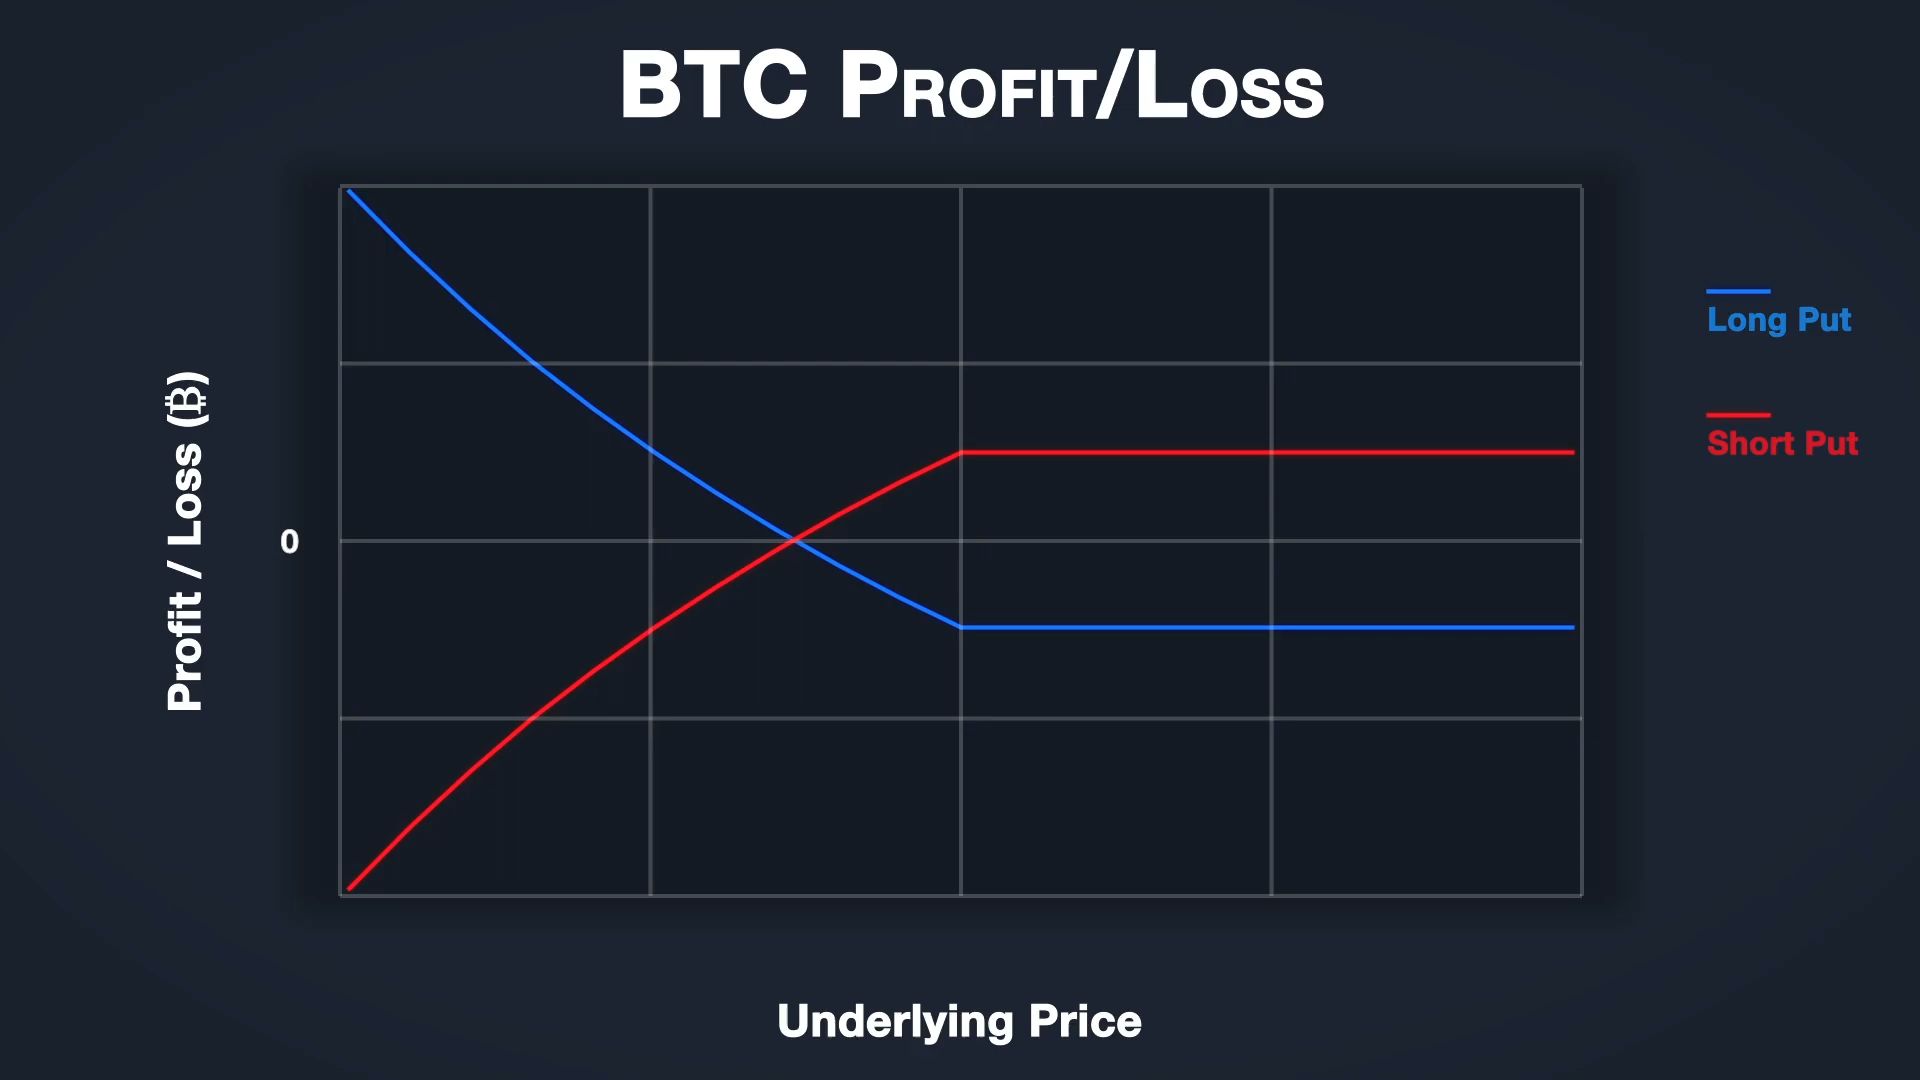 BTC Profit/Loss
Profit / Loss (₿)
0
Long Put
Short Put
Underlying Price